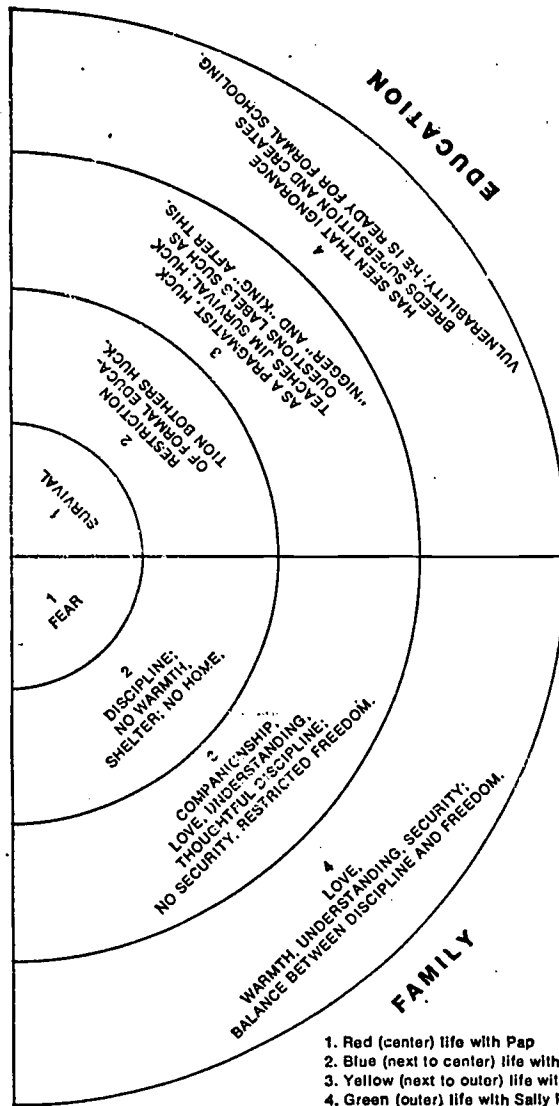 1
FEAR
2
DISCIPLINE;
NO WARMTH,
SHELTER; NO HOME.
3
COMPANIONSHIP,
LOVE, UNDERSTANDING,
THOUGHTFUL DISCIPLINE;
NO SECURITY, RESTRICTED FREEDOM.
4
LOVE,
WARMTH, UNDERSTANDING, SECURITY;
BALANCE BETWEEN DISCIPLINE AND FREEDOM.
FAMILY
1
SURVIVAL
2
RESTRICTION
OF FORMAL EDUCA-
TION BOTHERS HUCK.
3
AS A PRAGMATIST, HUCK
TEACHES JIM SURVIVAL; HUCK
QUESTIONS LABELS SUCH AS
"NIGGER" AND "KING" AFTER THIS.
4
HAS SEEN THAT IGNORANCE
BREEDS SUPERSTITION AND CREATES
VULNERABILITY; HE IS READY FOR FORMAL SCHOOLING.
EDUCATION
1. Red (center) life with Pap
2. Blue (next to center) life with
3. Yellow (next to outer) life wit
4. Green (outer) life with Sally